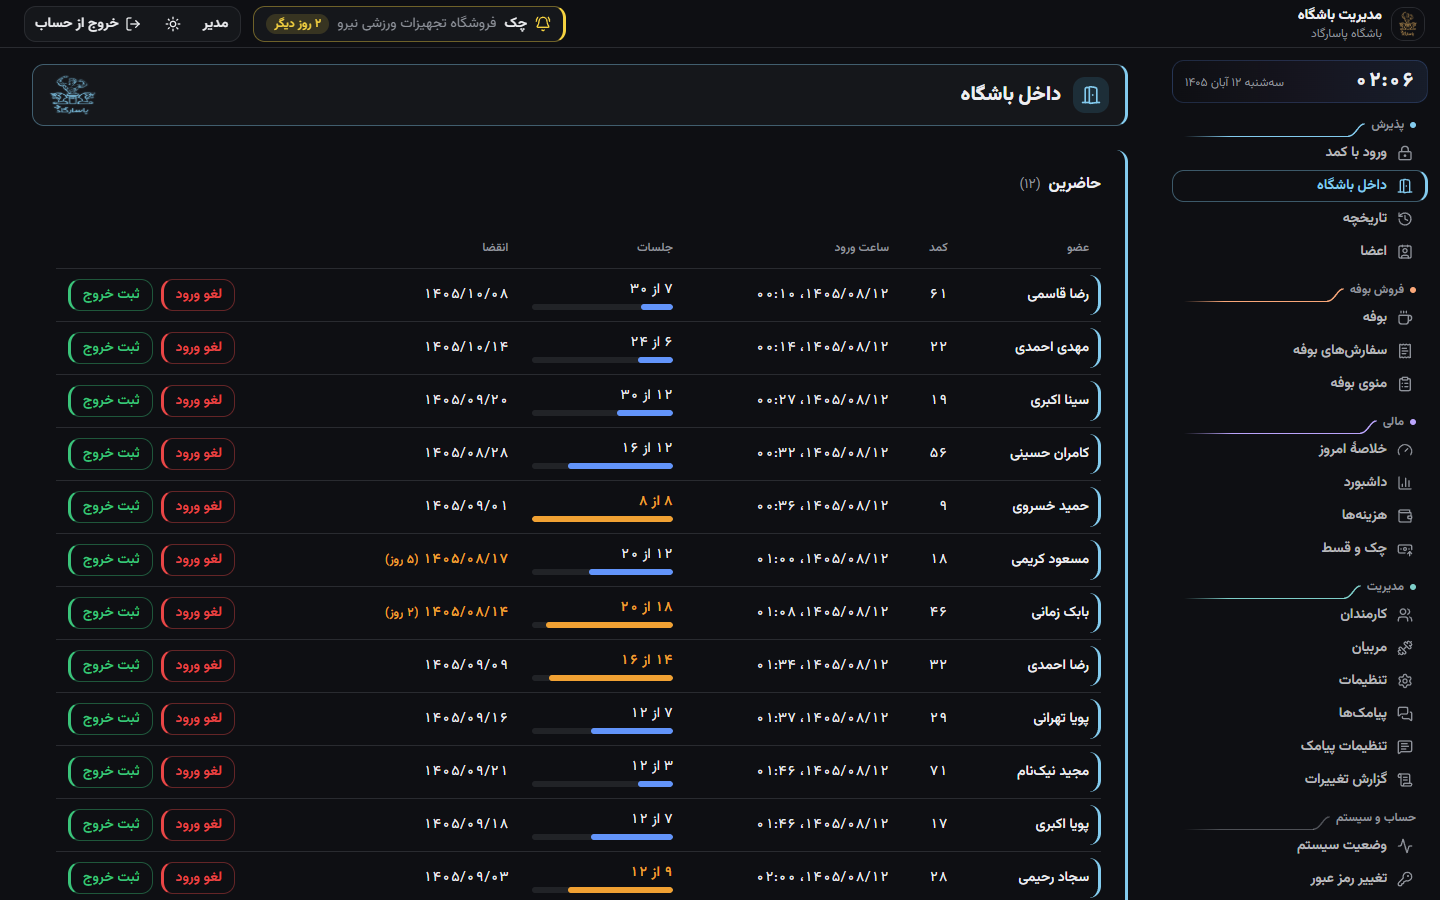 مدیریت باشگاه
باشگاه پاسارگاد
چک فروشگاه تجهیزات ورزشی نیرو ۲ روز دیگر
مدیر
خروج از حساب
۰۲:۰۶
سه‌شنبه ۱۲ آبان ۱۴۰۵
پذیرش
ورود با کمد
داخل باشگاه
تاریخچه
اعضا
فروش بوفه
بوفه
سفارش‌های بوفه
منوی بوفه
مالی
خلاصهٔ امروز
داشبورد
هزینه‌ها
چک و قسط
مدیریت
کارمندان
مربیان
تنظیمات
پیامک‌ها
تنظیمات پیامک
گزارش تغییرات
حساب و سیستم
وضعیت سیستم
تغییر رمز عبور
داخل باشگاه
پاسارگاد
حاضرین (۱۲)
عضو کمد ساعت ورود جلسات انقضا
رضا قاسمی ۶۱ ۱۴۰۵/۰۸/۱۲، ۰۰:۱۰ ۷ از ۳۰ ۱۴۰۵/۱۰/۰۸ لغو ورود ثبت خروج
مهدی احمدی ۲۲ ۱۴۰۵/۰۸/۱۲، ۰۰:۱۴ ۶ از ۲۴ ۱۴۰۵/۱۰/۱۴ لغو ورود ثبت خروج
سینا اکبری ۱۹ ۱۴۰۵/۰۸/۱۲، ۰۰:۲۷ ۱۲ از ۳۰ ۱۴۰۵/۰۹/۲۰ لغو ورود ثبت خروج
کامران حسینی ۵۶ ۱۴۰۵/۰۸/۱۲، ۰۰:۳۲ ۱۲ از ۱۶ ۱۴۰۵/۰۸/۲۸ لغو ورود ثبت خروج
حمید خسروی ۹ ۱۴۰۵/۰۸/۱۲، ۰۰:۳۶ ۸ از ۸ ۱۴۰۵/۰۹/۰۱ لغو ورود ثبت خروج
مسعود کریمی ۱۸ ۱۴۰۵/۰۸/۱۲، ۰۱:۰۰ ۱۲ از ۲۰ ۱۴۰۵/۰۸/۱۷ (۵ روز) لغو ورود ثبت خروج
بابک زمانی ۴۶ ۱۴۰۵/۰۸/۱۲، ۰۱:۰۸ ۱۸ از ۲۰ ۱۴۰۵/۰۸/۱۴ (۲ روز) لغو ورود ثبت خروج
رضا احمدی ۳۲ ۱۴۰۵/۰۸/۱۲، ۰۱:۳۴ ۱۴ از ۱۶ ۱۴۰۵/۰۹/۰۹ لغو ورود ثبت خروج
پویا تهرانی ۲۹ ۱۴۰۵/۰۸/۱۲، ۰۱:۳۷ ۷ از ۱۲ ۱۴۰۵/۰۹/۱۶ لغو ورود ثبت خروج
مجید نیک‌نام ۷۱ ۱۴۰۵/۰۸/۱۲، ۰۱:۴۶ ۳ از ۱۲ ۱۴۰۵/۰۹/۲۱ لغو ورود ثبت خروج
پویا اکبری ۱۷ ۱۴۰۵/۰۸/۱۲، ۰۱:۴۶ ۷ از ۱۲ ۱۴۰۵/۰۹/۱۸ لغو ورود ثبت خروج
سجاد رحیمی ۲۸ ۱۴۰۵/۰۸/۱۲، ۰۲:۰۰ ۹ از ۱۲ ۱۴۰۵/۰۹/۰۳ لغو ورود ثبت خروج